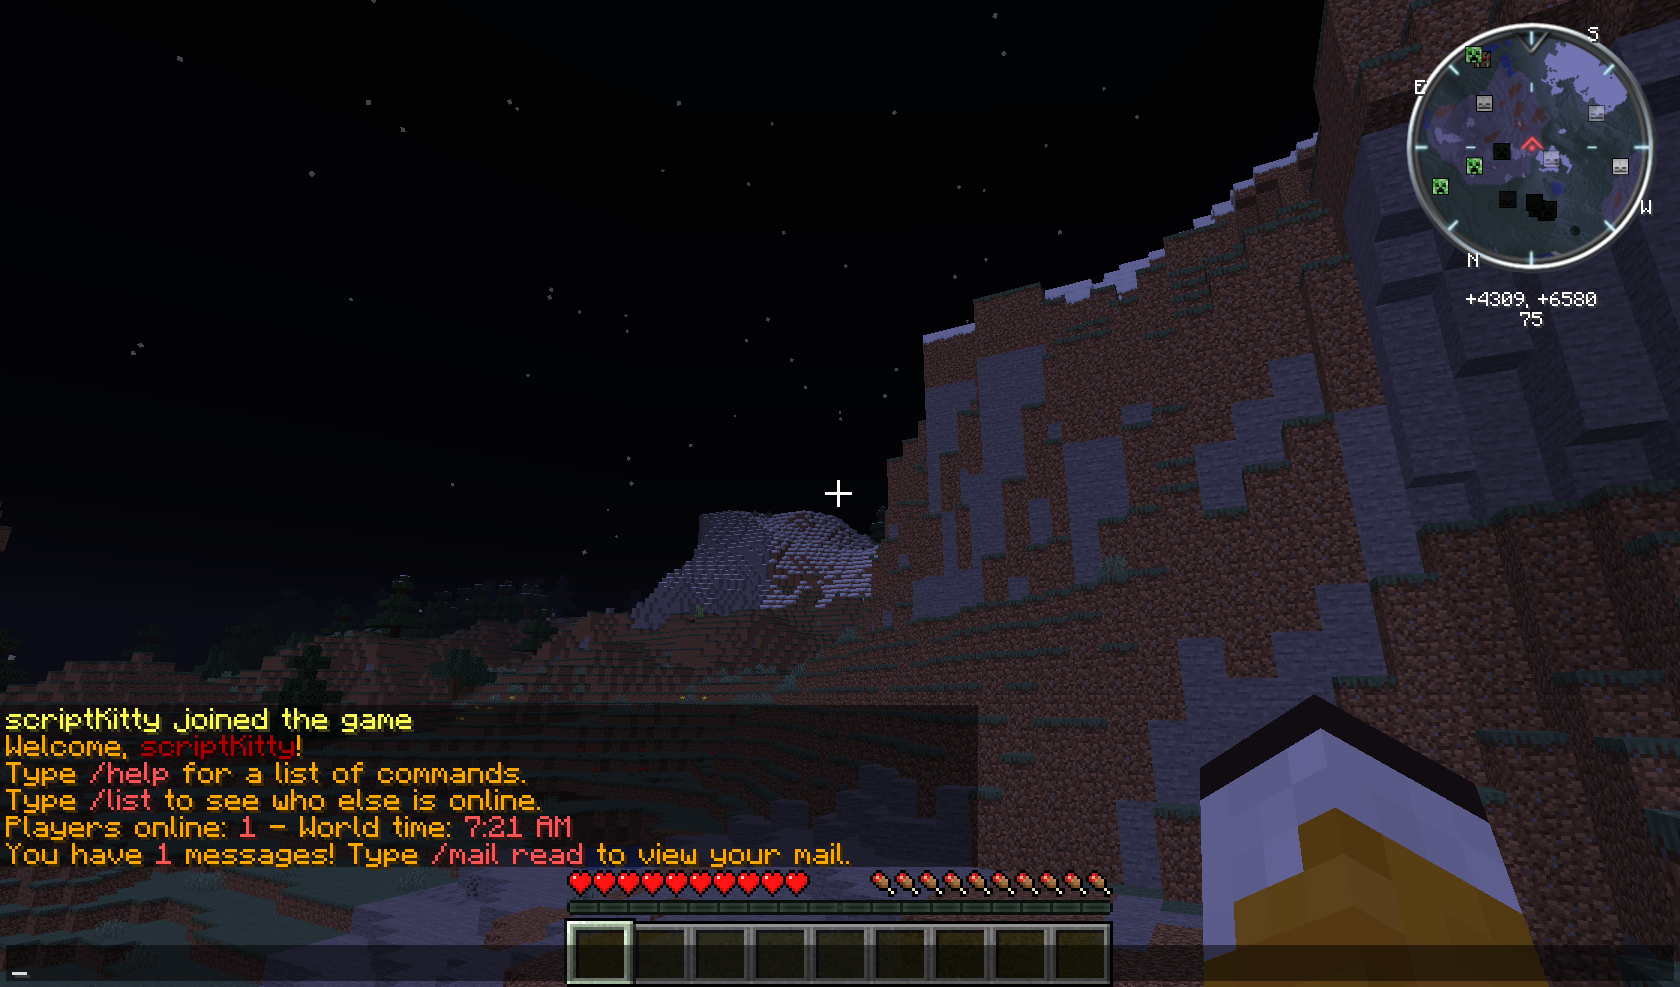 S
E
W
N
+4309, +6580
75
scriptKitty joined the game
Welcome, scriptKitty!
Type /help for a list of commands.
Type /list to see who else is online.
Players online: 1 - World time: 7:21 AM
You have 1 messages! Type /mail read to view your mail.
_